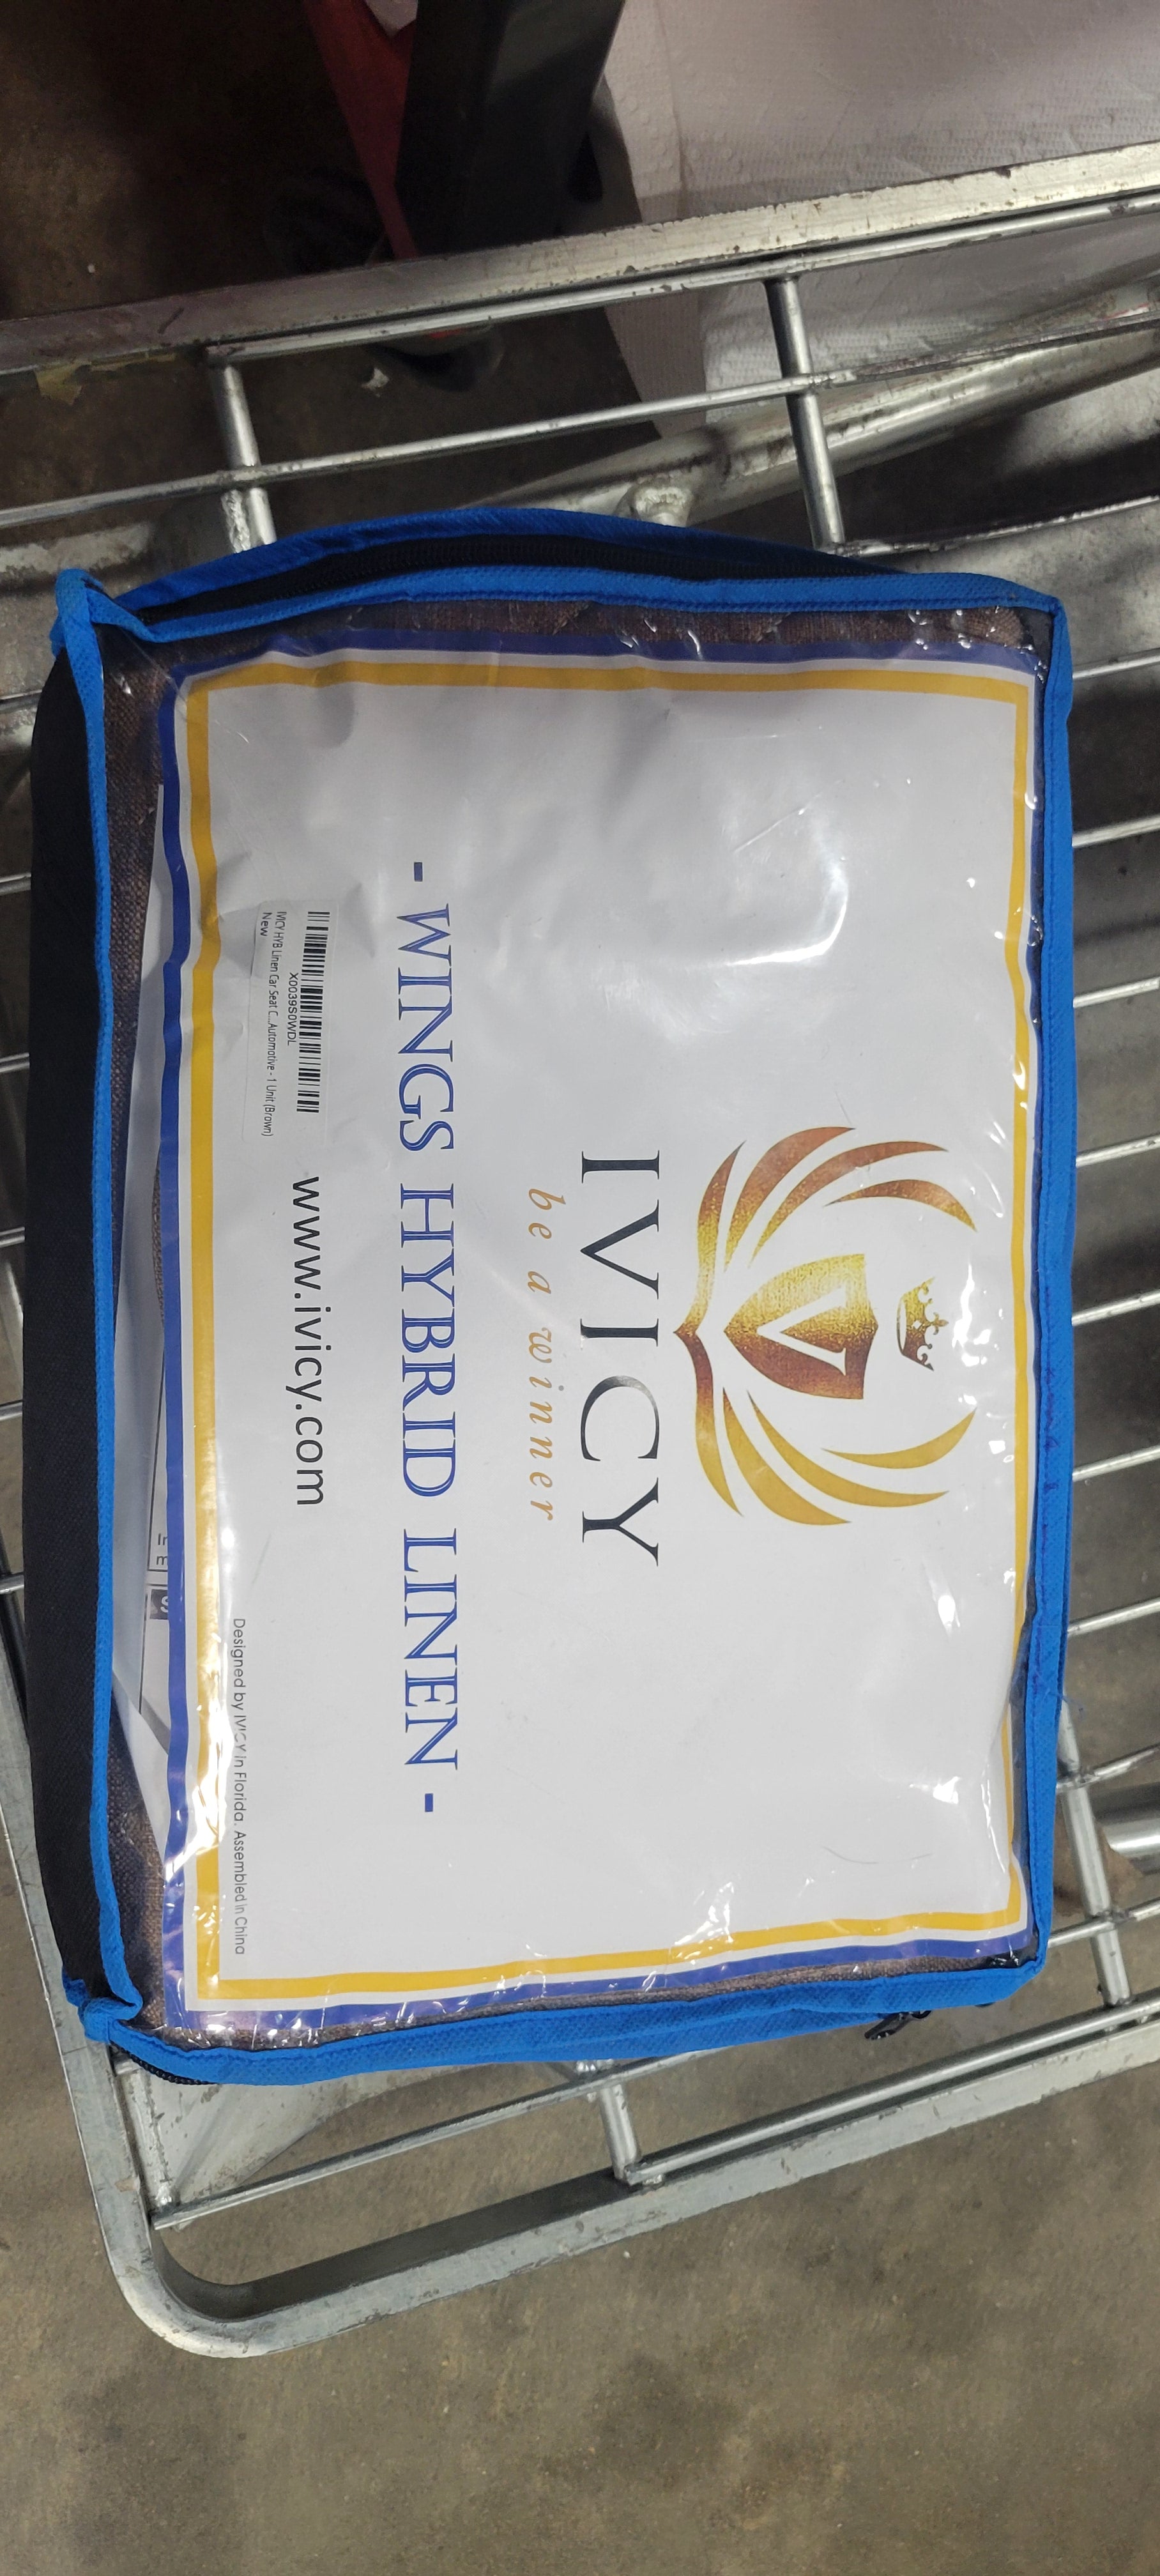 V
IVICY
be a winner
- WINGS HYBRID LINEN -
X0039S0WDL
IVICY HYB Linen Car Seat C...Automotive - 1 Unit (Brown)
New
www.ivicy.com
Designed by IVICY in Florida. Assembled in China